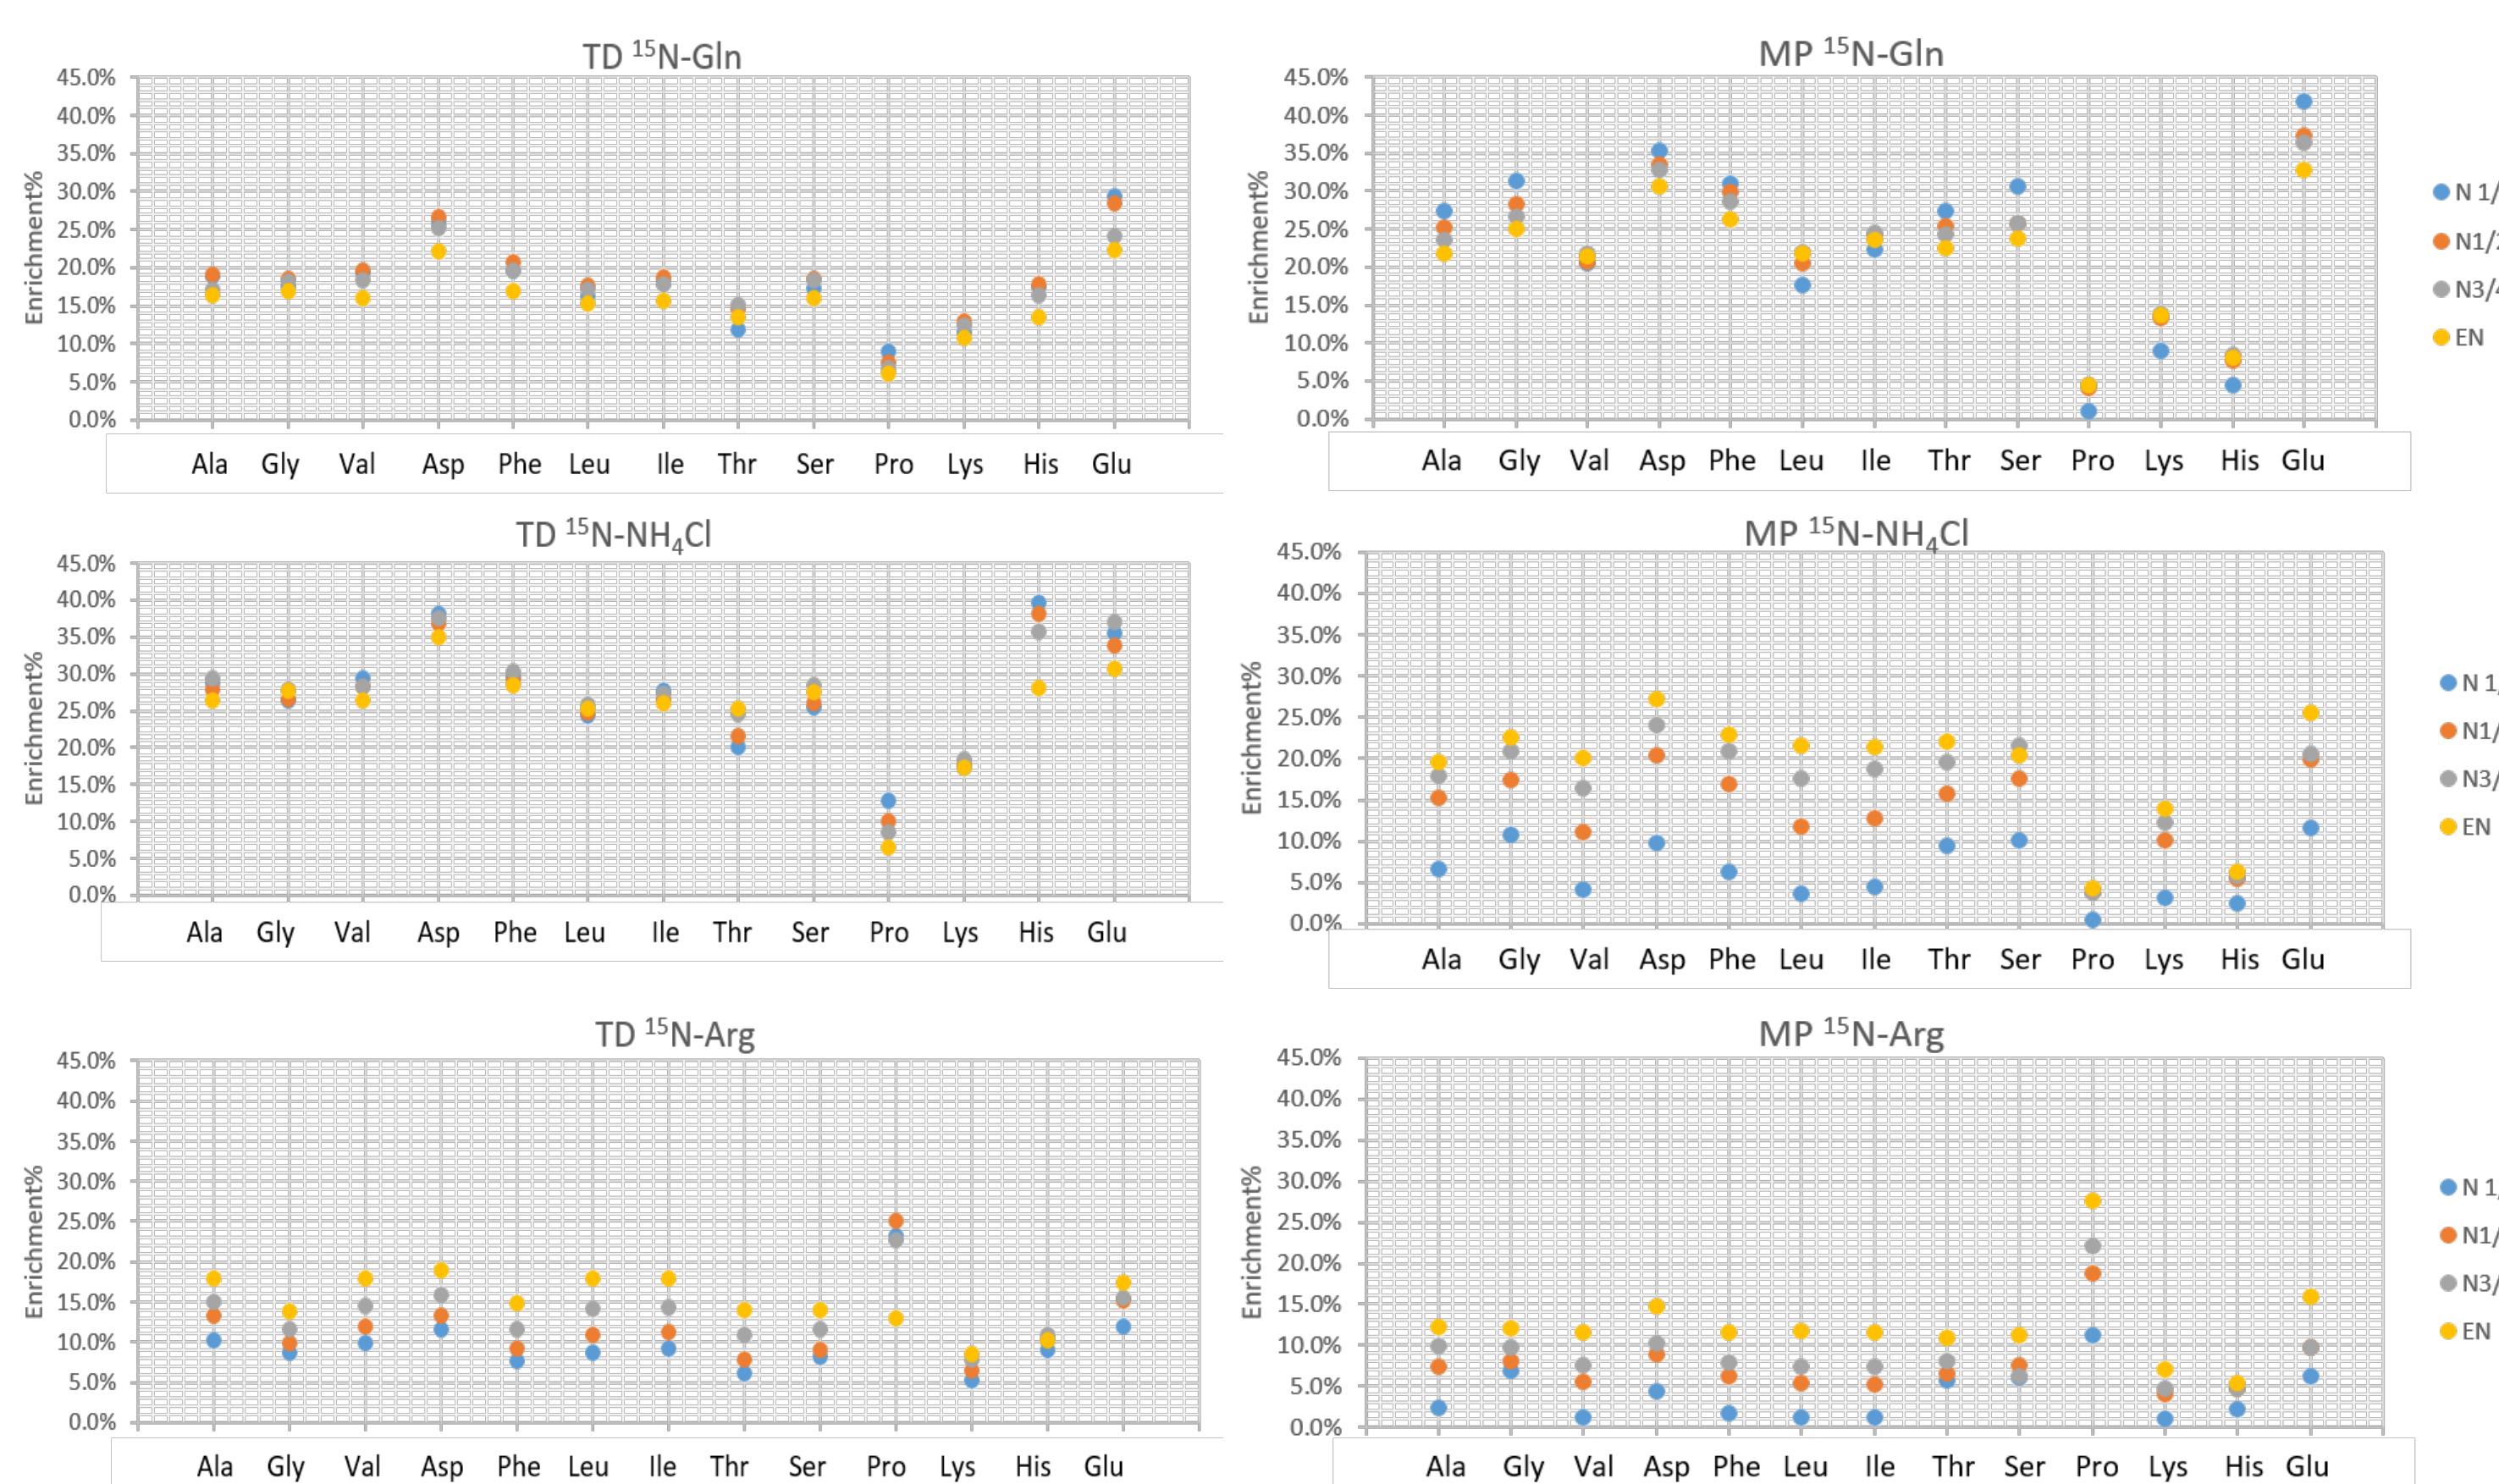 TD ¹⁵N-Gln
45.0%
40.0%
35.0%
30.0%
25.0%
20.0%
15.0%
10.0%
5.0%
0.0%
Enrichment%
Ala Gly Val Asp Phe Leu Ile Thr Ser Pro Lys His Glu
MP ¹⁵N-Gln
45.0%
40.0%
35.0%
30.0%
25.0%
20.0%
15.0%
10.0%
5.0%
0.0%
Enrichment%
Ala Gly Val Asp Phe Leu Ile Thr Ser Pro Lys His Glu
N 1/
N1/2
N3/4
EN
TD ¹⁵N-NH₄Cl
45.0%
40.0%
35.0%
30.0%
25.0%
20.0%
15.0%
10.0%
5.0%
0.0%
Enrichment%
Ala Gly Val Asp Phe Leu Ile Thr Ser Pro Lys His Glu
MP ¹⁵N-NH₄Cl
45.0%
40.0%
35.0%
30.0%
25.0%
20.0%
15.0%
10.0%
5.0%
0.0%
Enrichment%
Ala Gly Val Asp Phe Leu Ile Thr Ser Pro Lys His Glu
N 1/
N1/
N3/
EN
TD ¹⁵N-Arg
45.0%
40.0%
35.0%
30.0%
25.0%
20.0%
15.0%
10.0%
5.0%
0.0%
Enrichment%
Ala Gly Val Asp Phe Leu Ile Thr Ser Pro Lys His Glu
MP ¹⁵N-Arg
45.0%
40.0%
35.0%
30.0%
25.0%
20.0%
15.0%
10.0%
5.0%
0.0%
Enrichment%
Ala Gly Val Asp Phe Leu Ile Thr Ser Pro Lys His Glu
N 1/
N1/
N3/
EN